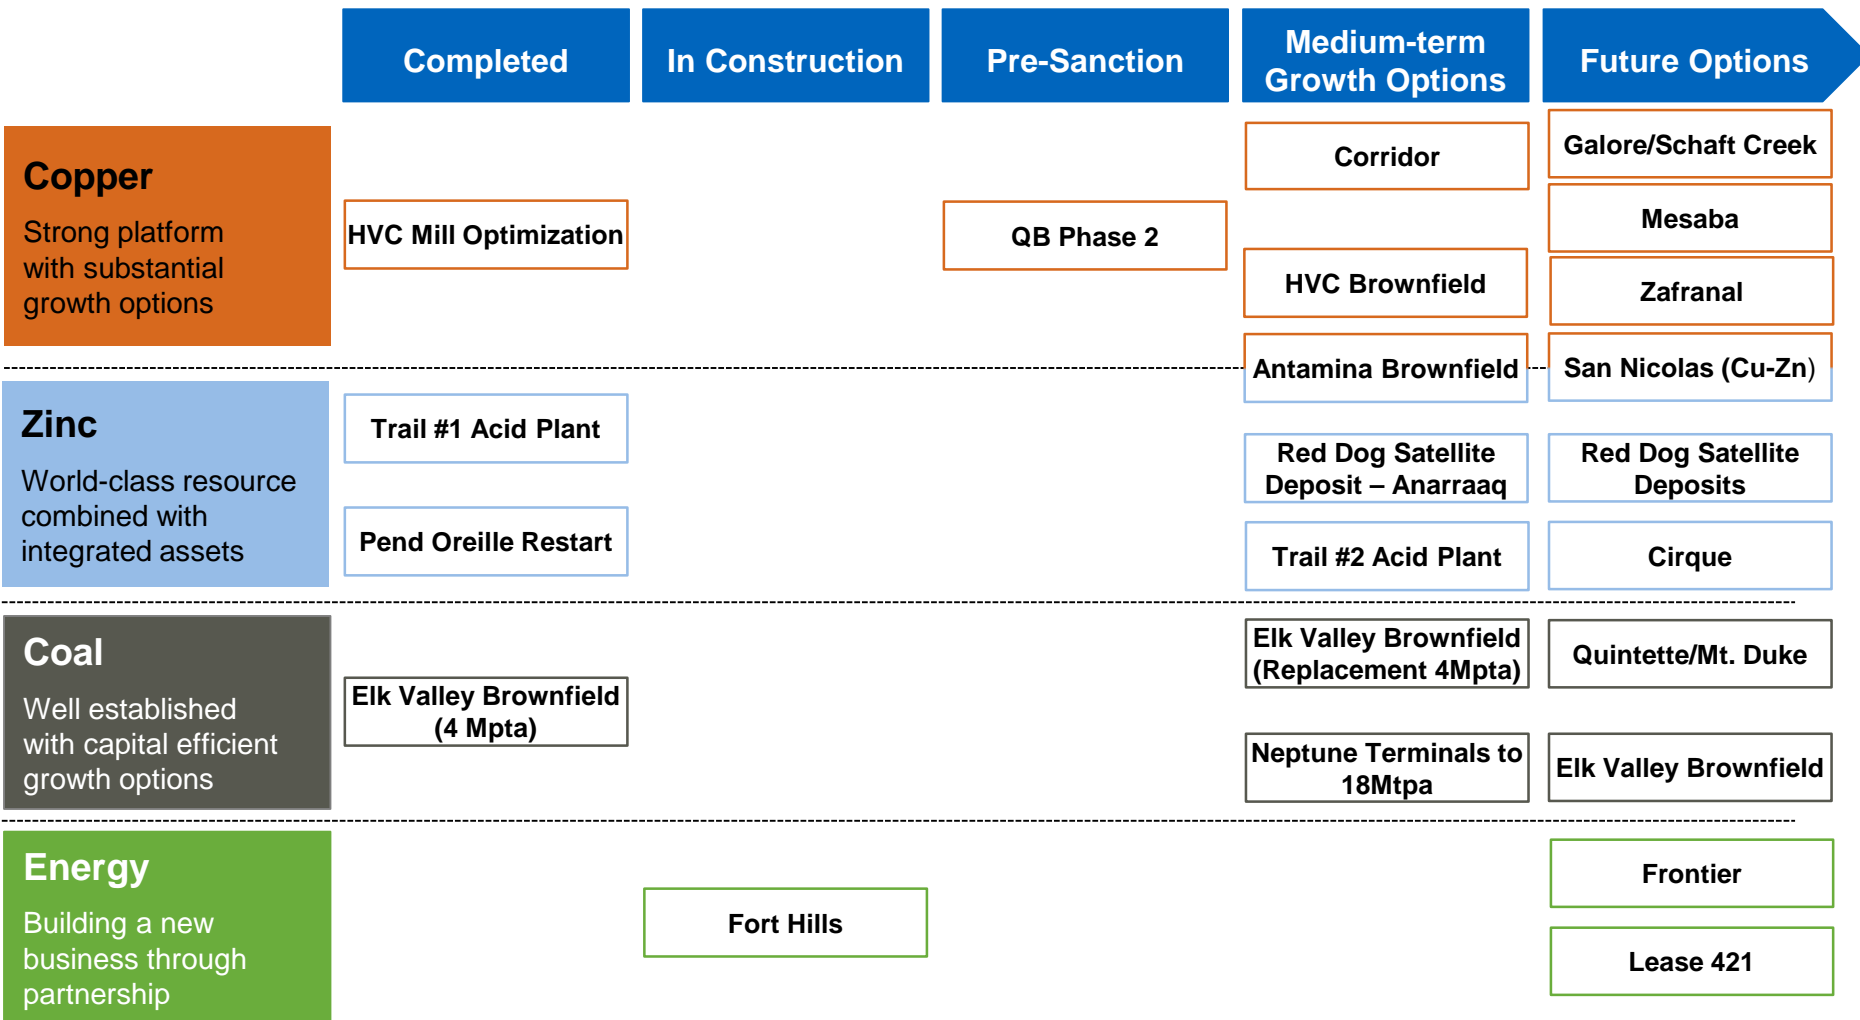 Completed
In Construction
Pre-Sanction
Medium-term
Growth Options
Future Options
Copper
Strong platform
with substantial
growth options
HVC Mill Optimization
QB Phase 2
Corridor
HVC Brownfield
Antamina Brownfield
Galore/Schaft Creek
Mesaba
Zafranal
San Nicolas (Cu-Zn)
Zinc
World-class resource
combined with
integrated assets
Trail #1 Acid Plant
Pend Oreille Restart
Red Dog Satellite
Deposit – Anarraaq
Trail #2 Acid Plant
Red Dog Satellite
Deposits
Cirque
Coal
Well established
with capital efficient
growth options
Elk Valley Brownfield
(4 Mpta)
Elk Valley Brownfield
(Replacement 4Mpta)
Neptune Terminals to
18Mtpa
Quintette/Mt. Duke
Elk Valley Brownfield
Energy
Building a new
business through
partnership
Fort Hills
Frontier
Lease 421